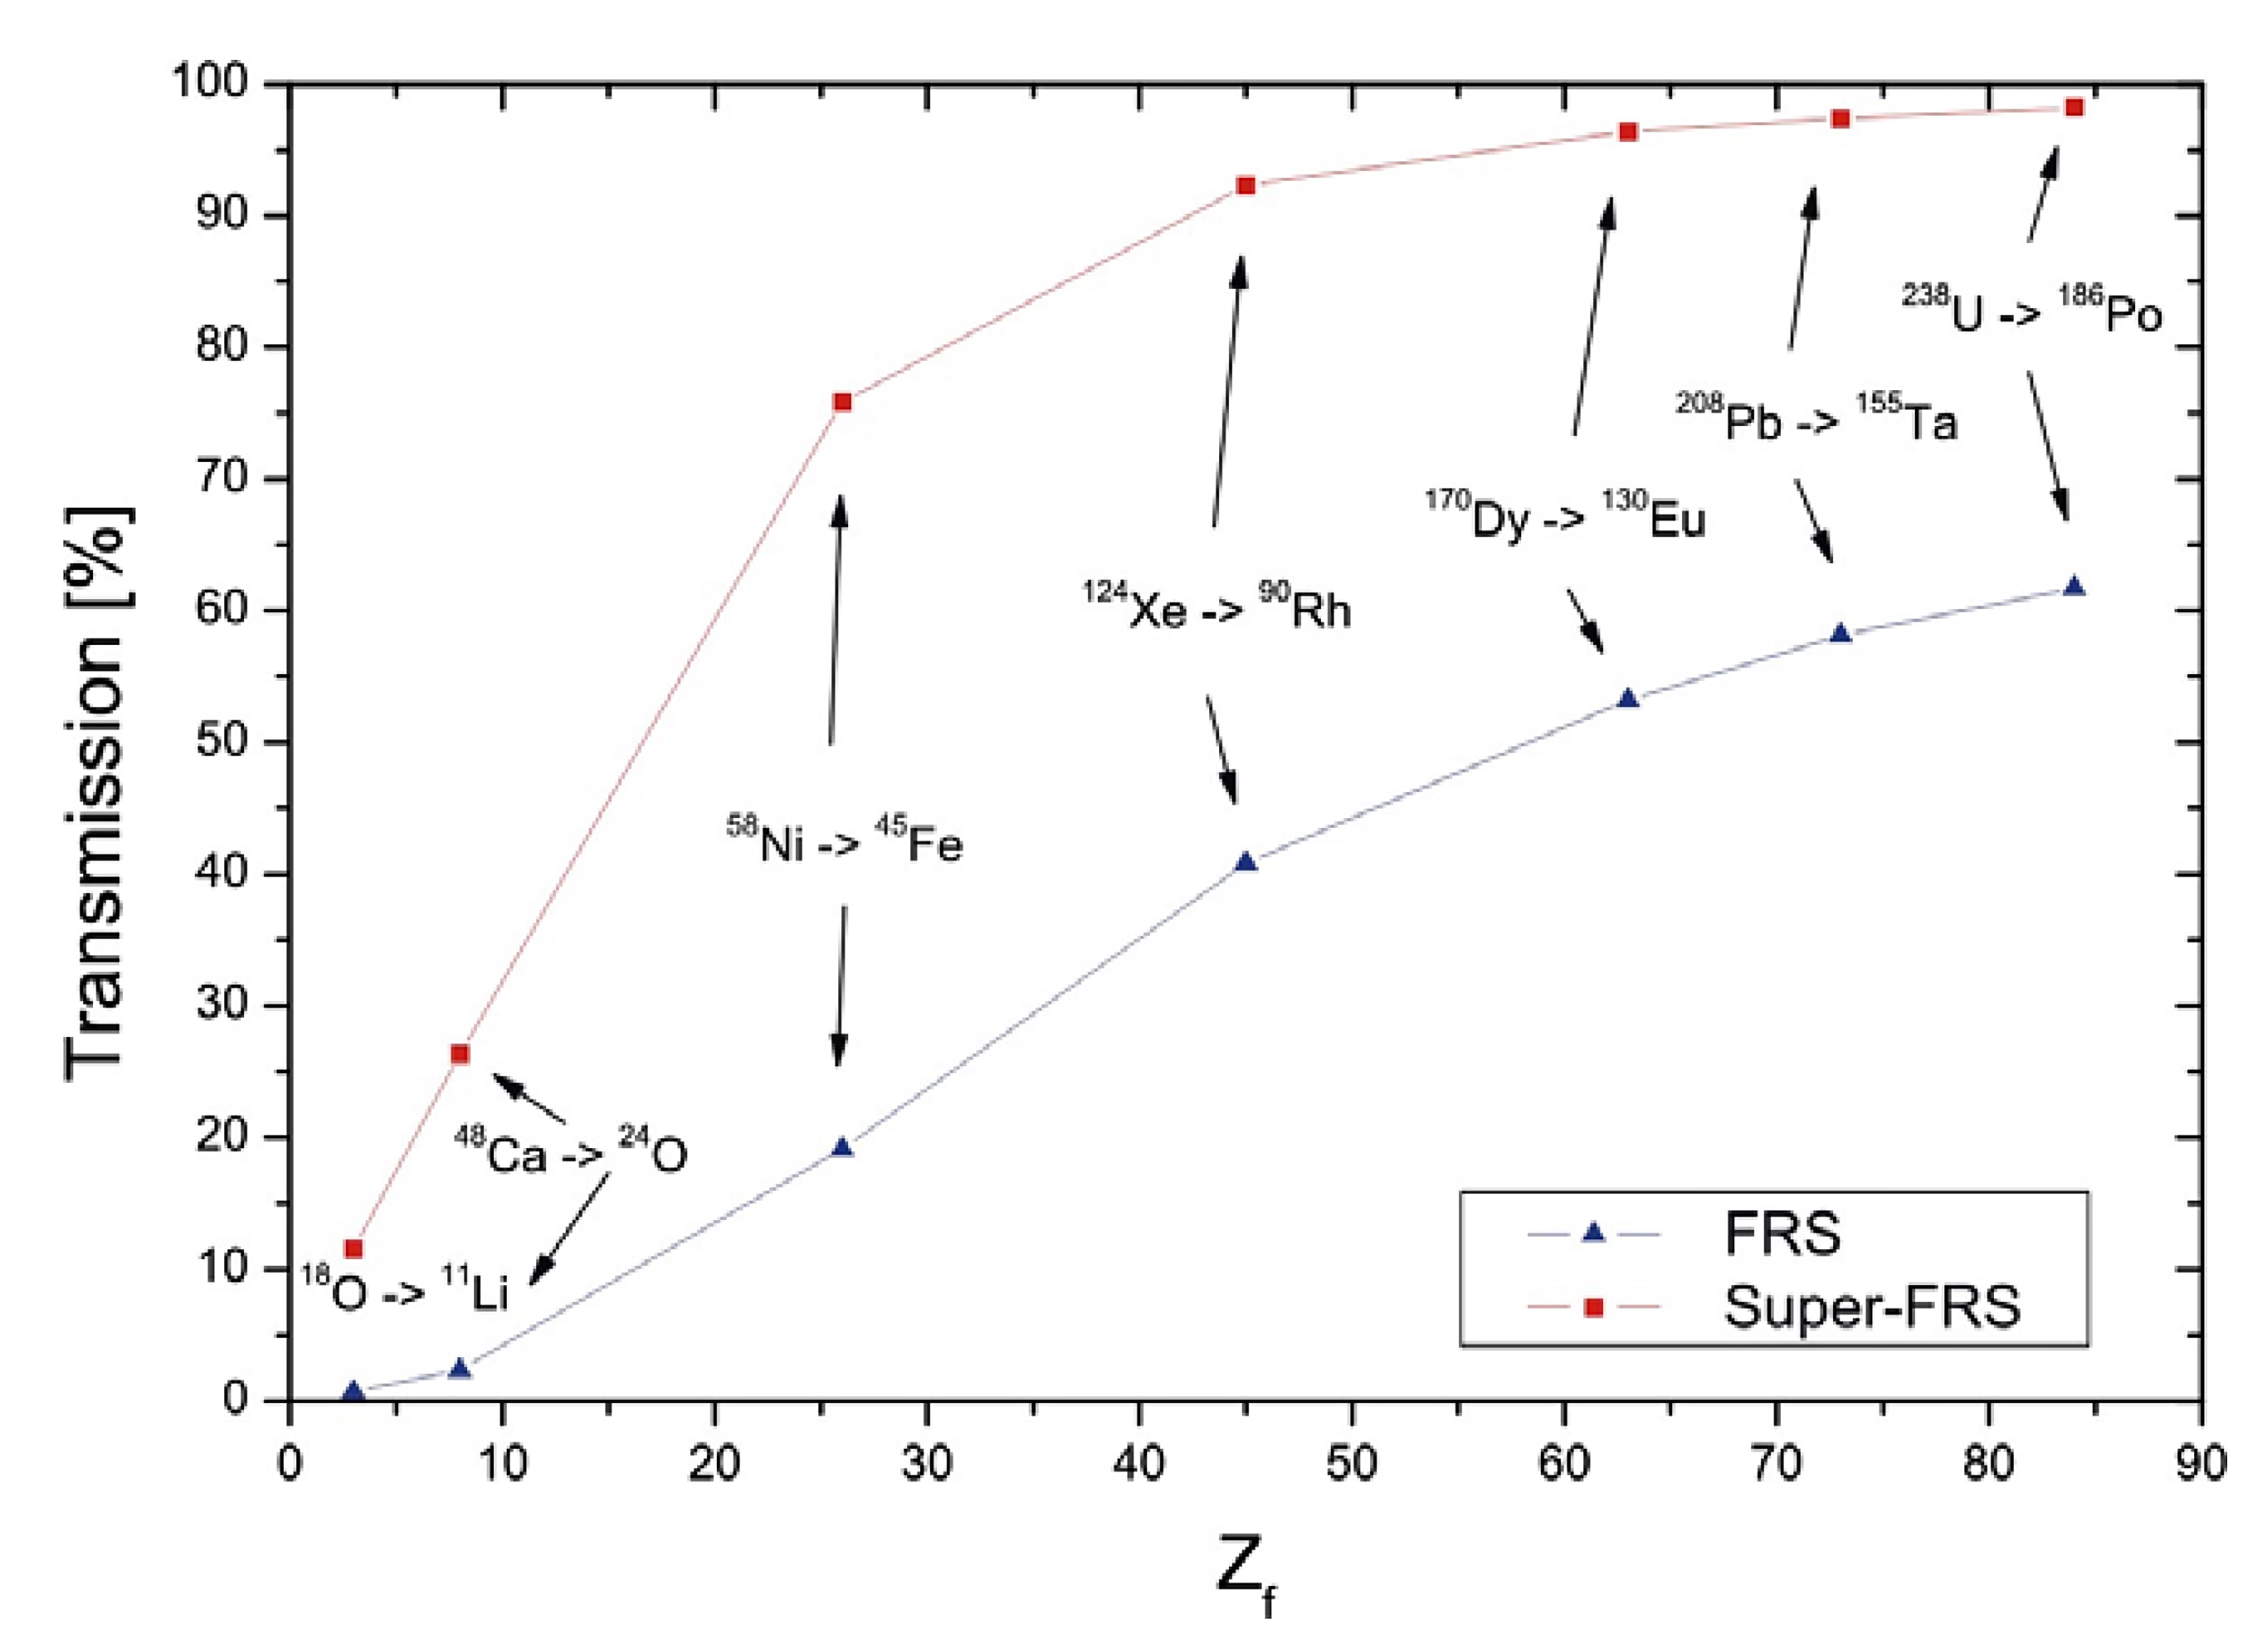 Transmission [%]
100
90
80
70
60
50
40
30
20
10
0
238U -> 186Po
208Pb -> 155Ta
170Dy -> 130Eu
124Xe -> 90Rh
58Ni -> 45Fe
48Ca -> 24O
18O -> 11Li
FRS
Super-FRS
0 10 20 30 40 50 60 70 80 90
Zf